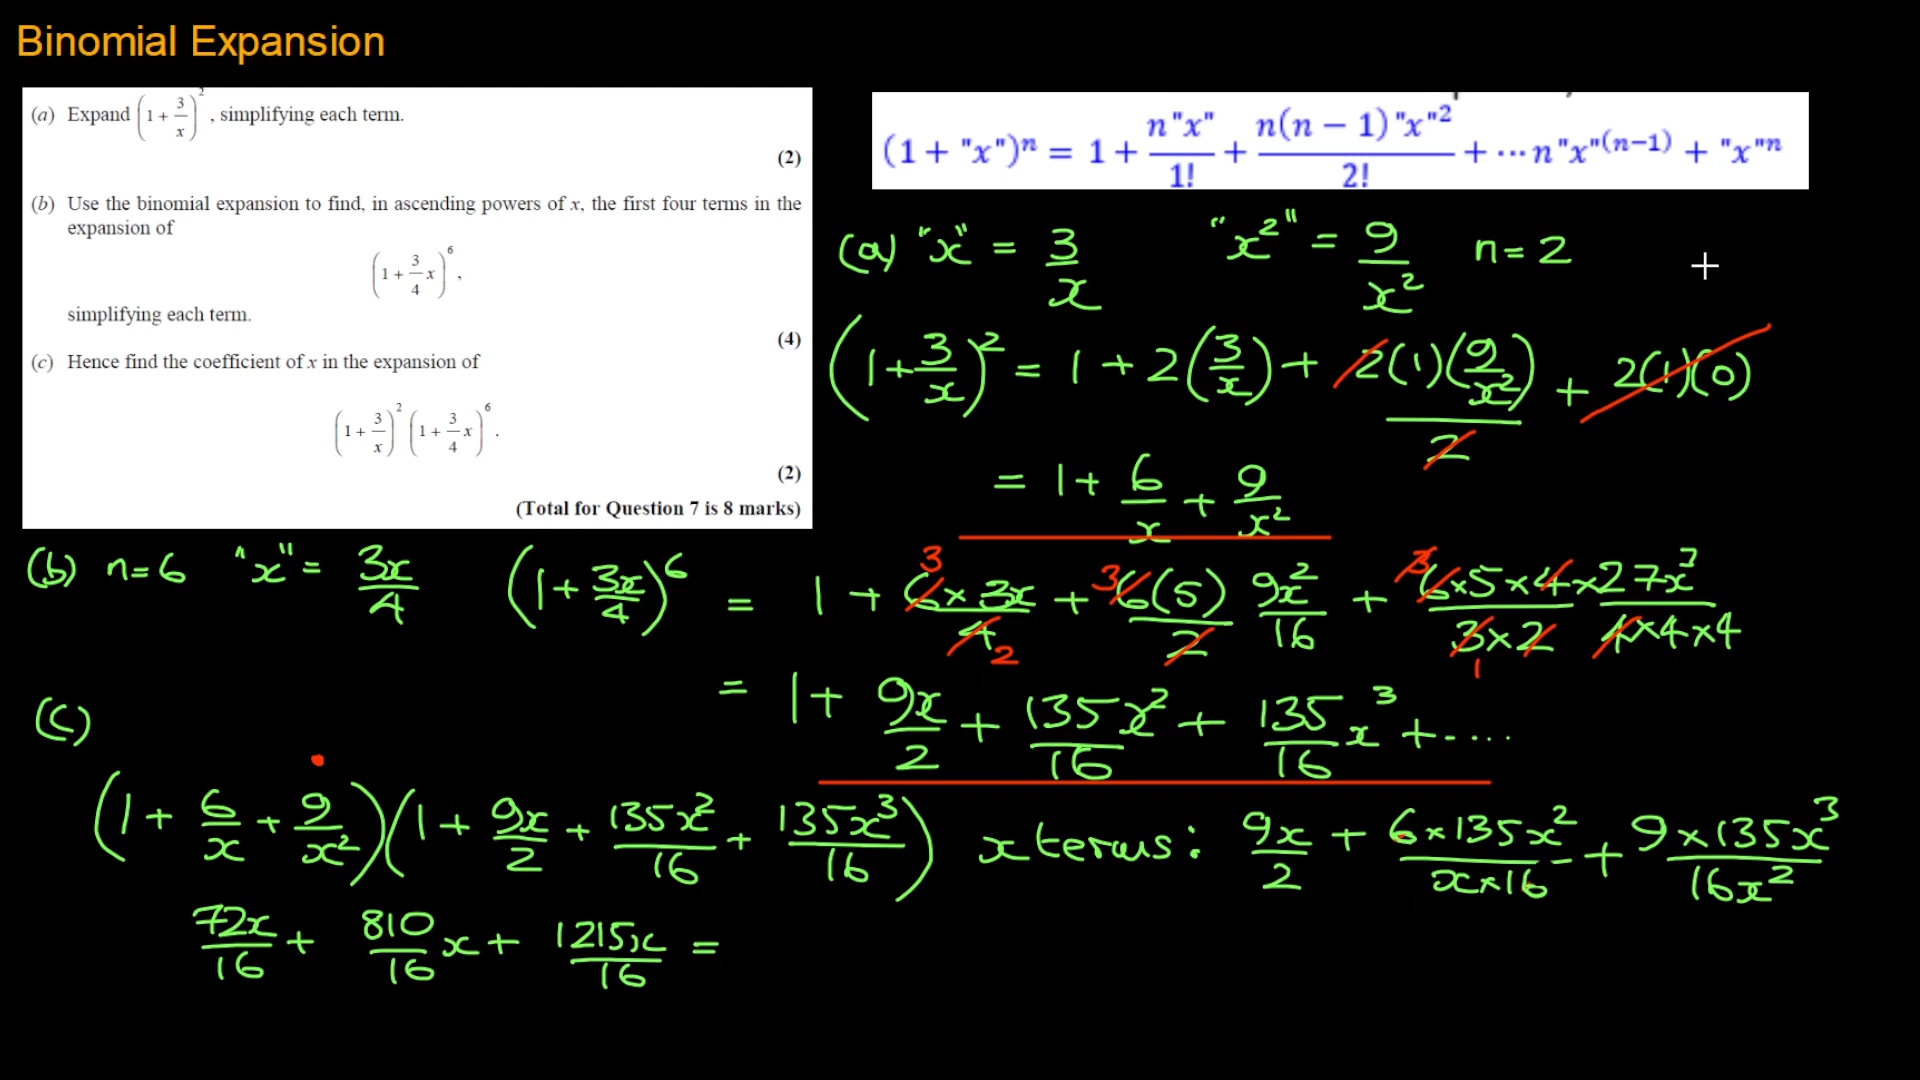 Binomial Expansion
(a) Expand (1 + 3/x)², simplifying each term.
(2)
(b) Use the binomial expansion to find, in ascending powers of x, the first four terms in the
expansion of
(1 + 3/4 x)⁶,
simplifying each term.
(4)
(c) Hence find the coefficient of x in the expansion of
(1 + 3/x)² (1 + 3/4 x)⁶.
(2)
(Total for Question 7 is 8 marks)
(1 + "x")ⁿ = 1 + n"x"/1! + n(n − 1)"x"²/2! + ⋯ n"x"⁽ⁿ⁻¹⁾ + "x"ⁿ
(a) "x" = 3/x "x²" = 9/x² n=2
(1 + 3/x)² = 1 + 2(3/x) + 2(1)(9/x²)/2 + 2(1)(0)
= 1 + 6/x + 9/x²
(b) n=6 "x" = 3x/4 (1 + 3x/4)⁶ = 1 + 6×3x/4 + 6(5)/2 9x²/16 + 6×5×4×27x³/3×2 4×4×4
3 2 3 3 1
= 1 + 9x/2 + 135x²/16 + 135/16 x³ + ....
(c)
(1 + 6/x + 9/x²)(1 + 9x/2 + 135x²/16 + 135x³/16) x terms: 9x/2 + 6×135x²/x×16 + 9×135x³/16x²
72x/16 + 810/16 x + 1215x/16 =